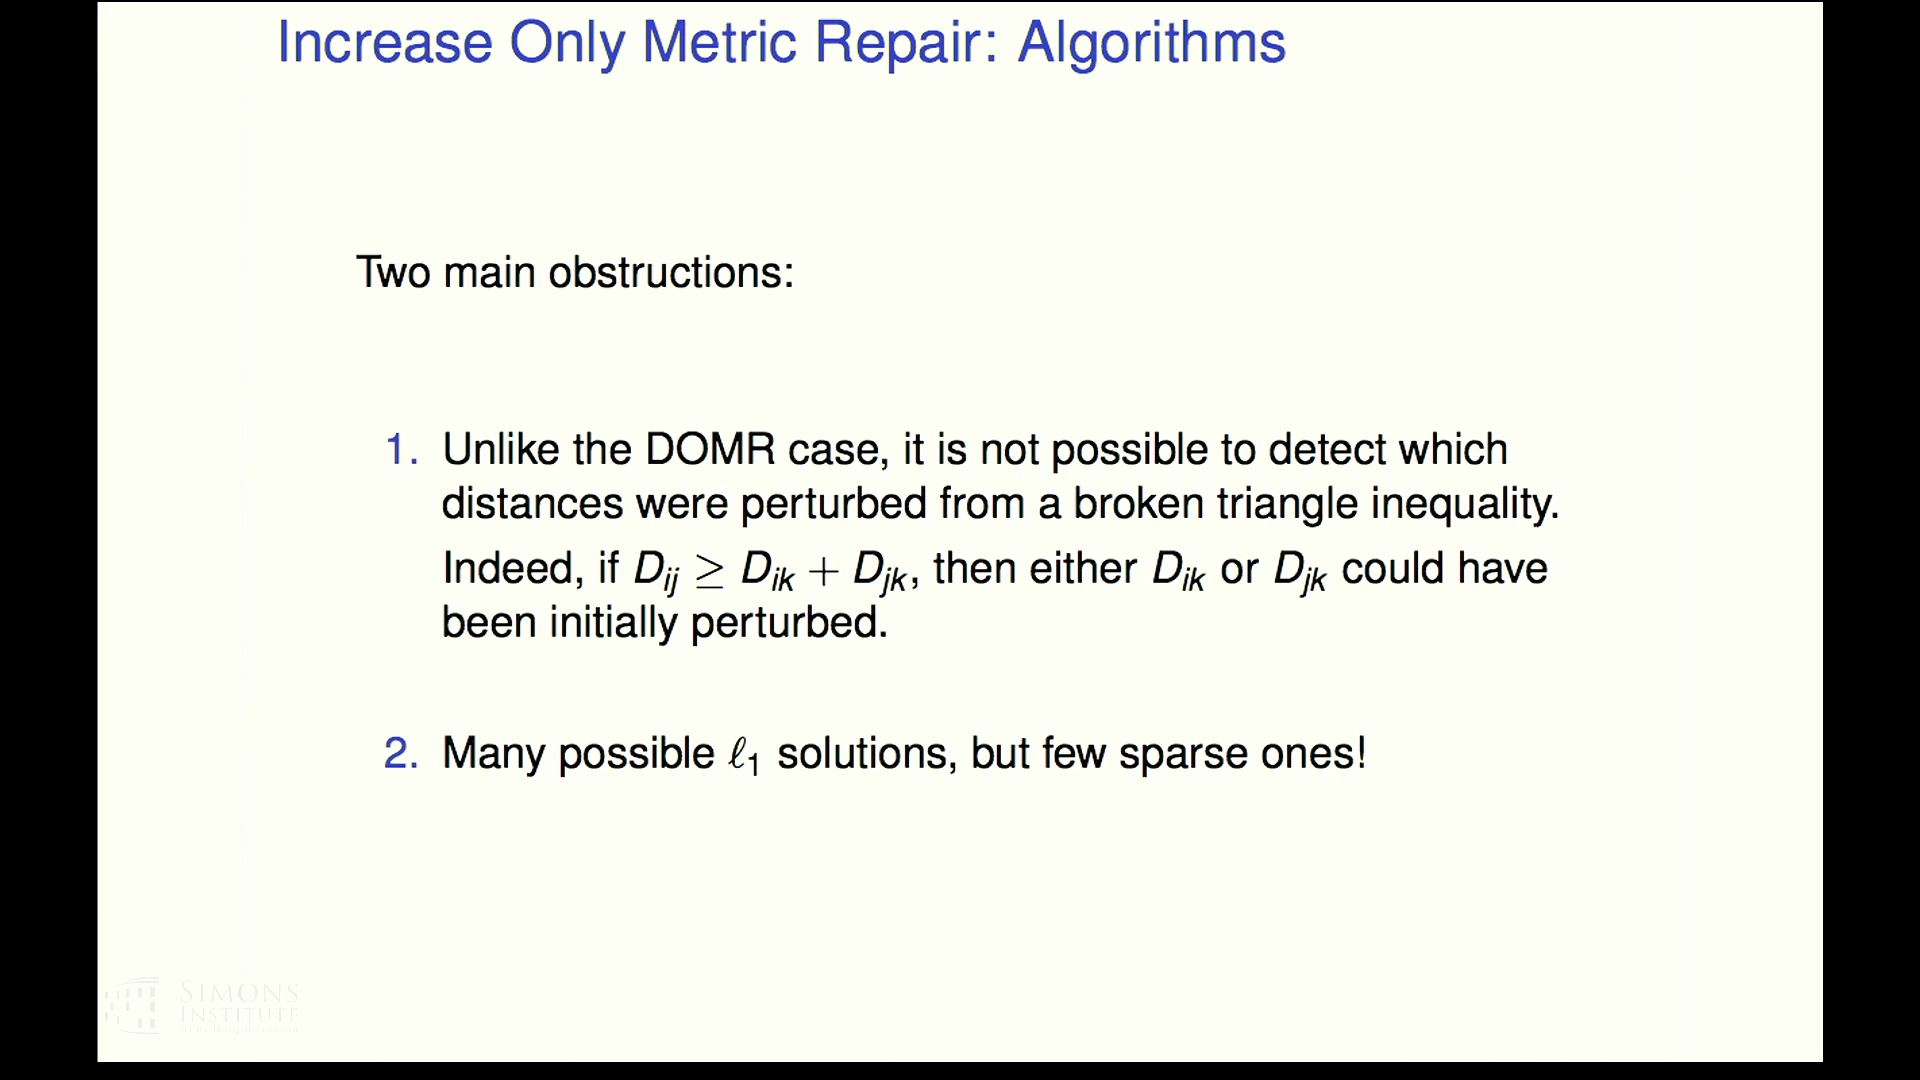 Increase Only Metric Repair: Algorithms
Two main obstructions:
1. Unlike the DOMR case, it is not possible to detect which
distances were perturbed from a broken triangle inequality.
Indeed, if D_ij ≥ D_ik + D_jk, then either D_ik or D_jk could have
been initially perturbed.
2. Many possible ℓ_1 solutions, but few sparse ones!
SIMONS
INSTITUTE